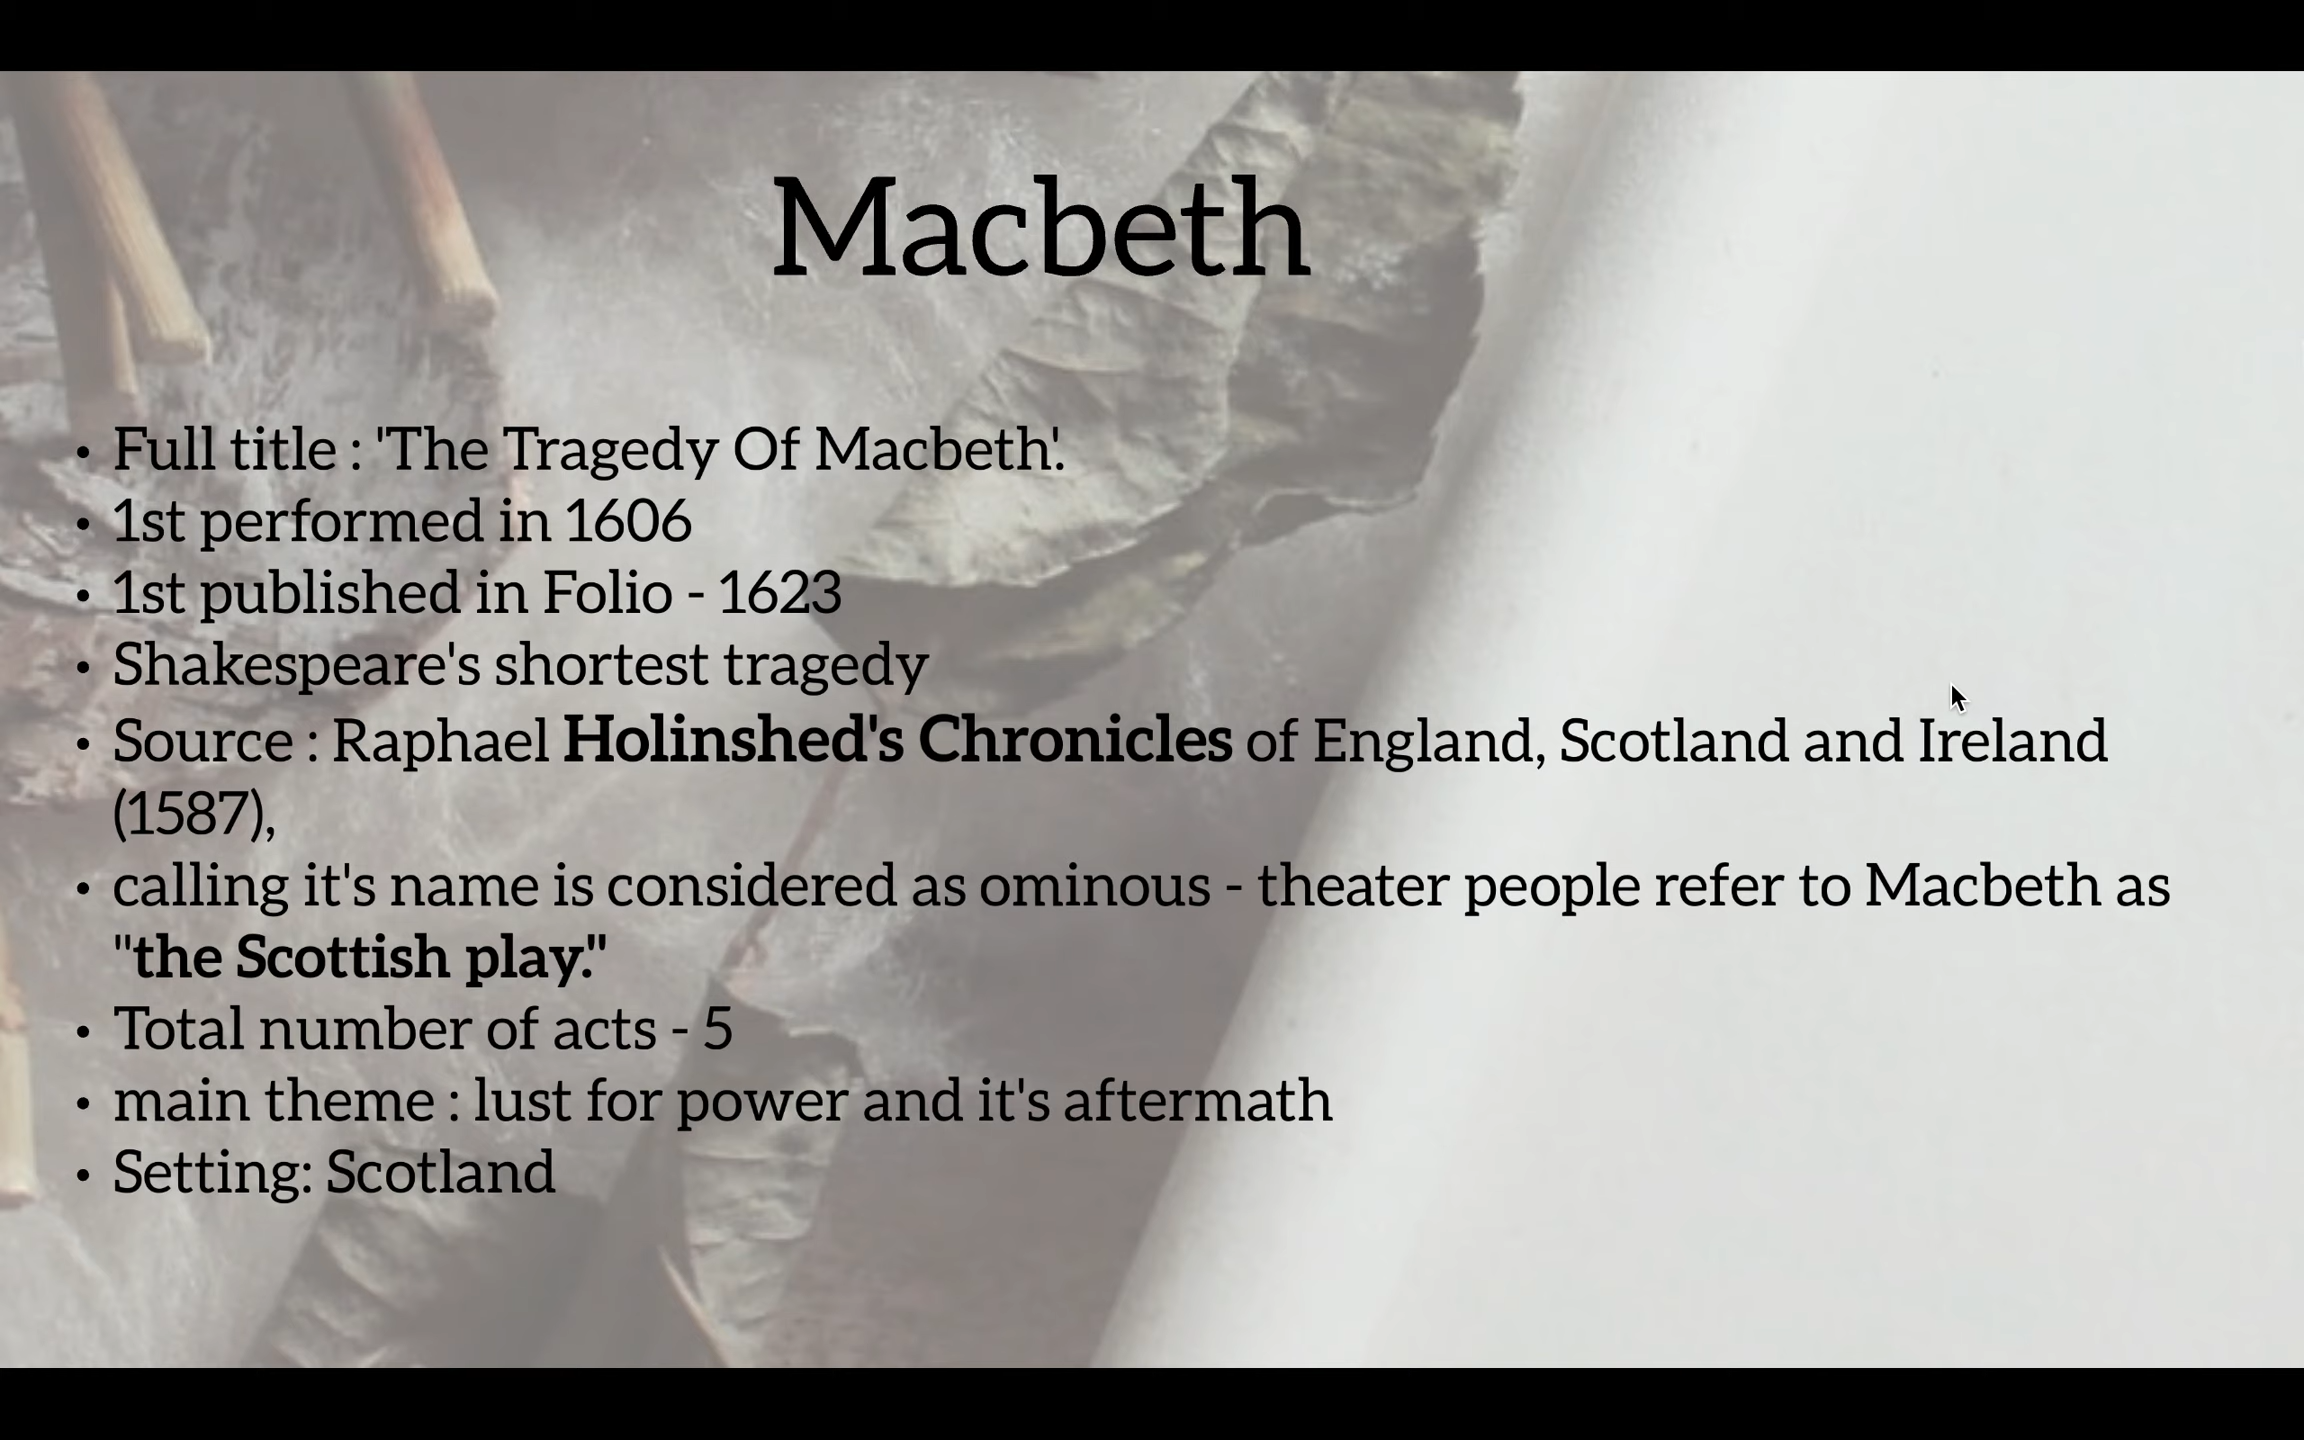 Macbeth
• Full title : 'The Tragedy Of Macbeth'.
• 1st performed in 1606
• 1st published in Folio - 1623
• Shakespeare's shortest tragedy
• Source : Raphael Holinshed's Chronicles of England, Scotland and Ireland
(1587),
• calling it's name is considered as ominous - theater people refer to Macbeth as
"the Scottish play."
• Total number of acts - 5
• main theme : lust for power and it's aftermath
• Setting: Scotland